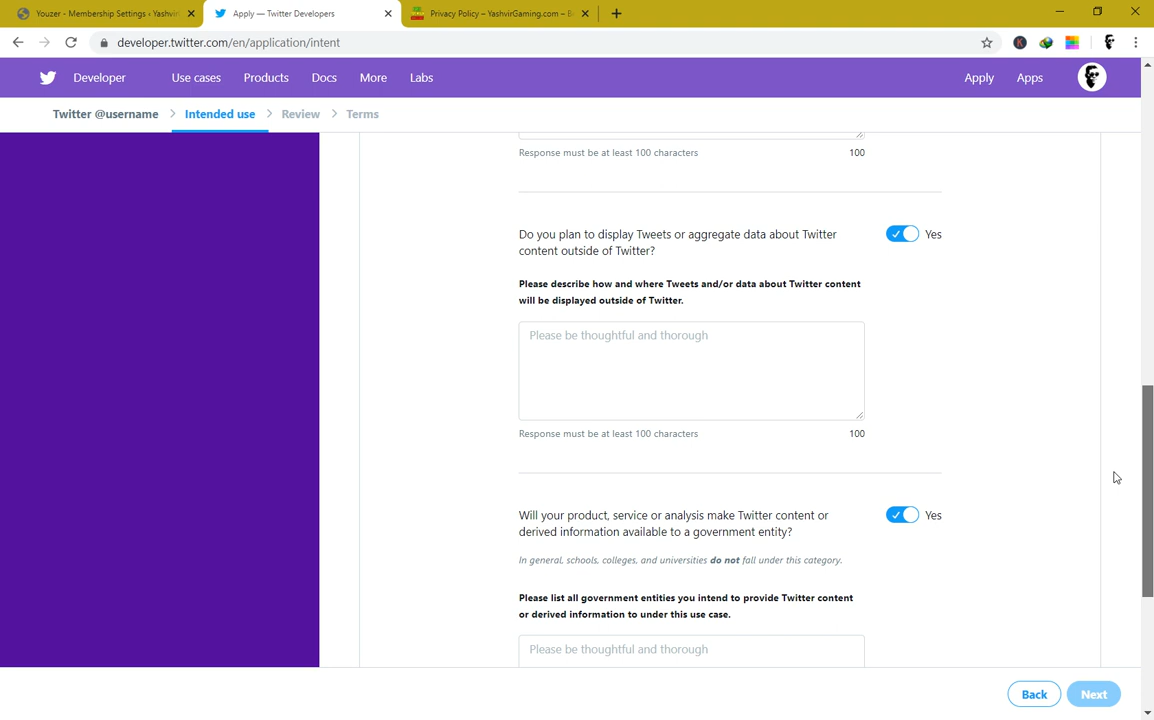 Youzer - Membership Settings ‹ Yashvir
Apply — Twitter Developers
Privacy Policy – YashvirGaming.com – B
developer.twitter.com/en/application/intent
K
Developer
Use cases
Products
Docs
More
Labs
Apply
Apps
Twitter @username
Intended use
Review
Terms
Response must be at least 100 characters
100
Do you plan to display Tweets or aggregate data about Twitter
content outside of Twitter?
Yes
Please describe how and where Tweets and/or data about Twitter content
will be displayed outside of Twitter.
Please be thoughtful and thorough
Response must be at least 100 characters
100
Will your product, service or analysis make Twitter content or
derived information available to a government entity?
Yes
In general, schools, colleges, and universities do not fall under this category.
Please list all government entities you intend to provide Twitter content
or derived information to under this use case.
Please be thoughtful and thorough
Back
Next